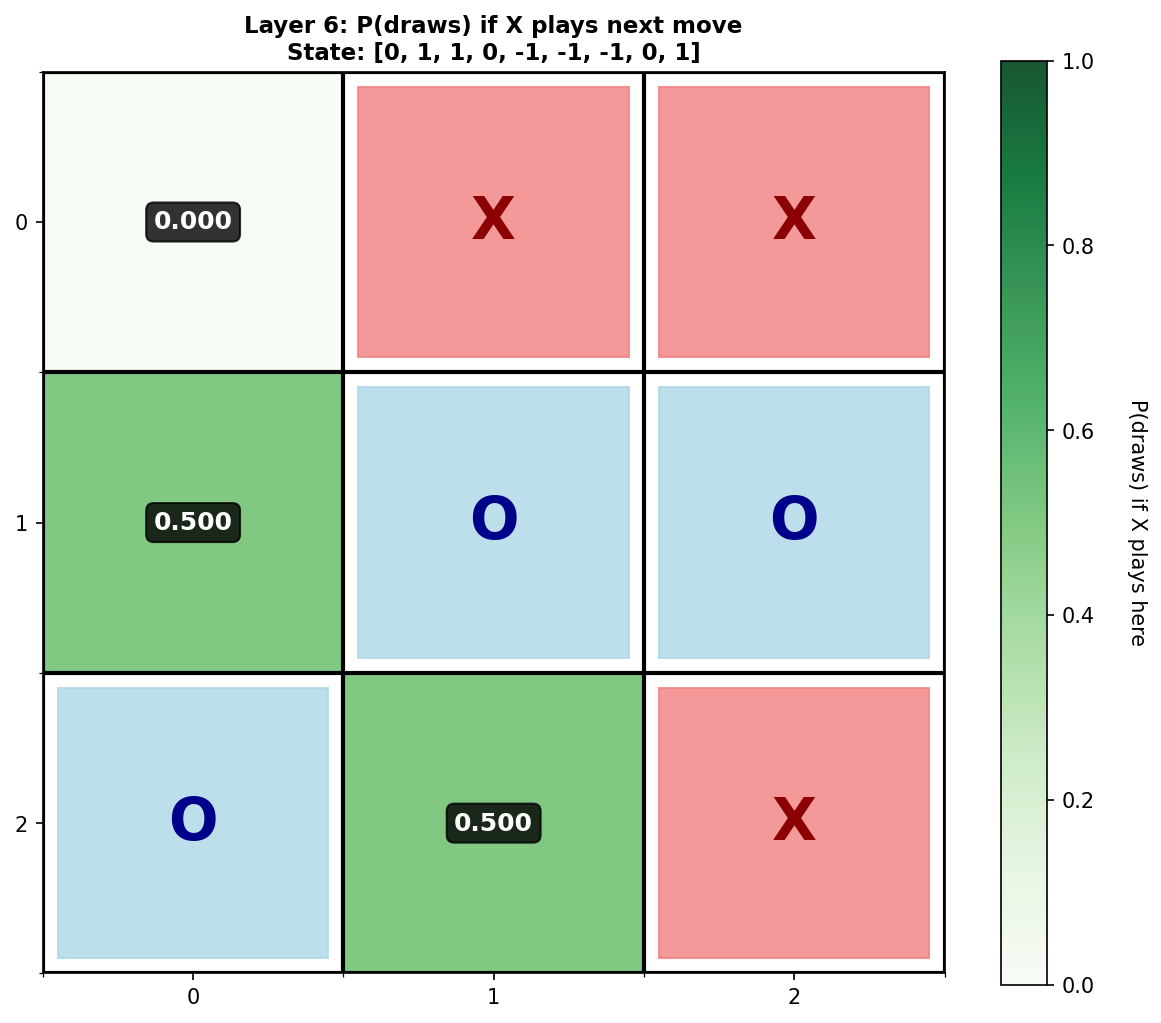 Layer 6: P(draws) if X plays next move
State: [0, 1, 1, 0, -1, -1, -1, 0, 1]
0
0.000
X
X
1
0.500
O
O
2
O
0.500
X
0
1
2
1.0
0.8
0.6
0.4
0.2
0.0
P(draws) if X plays here